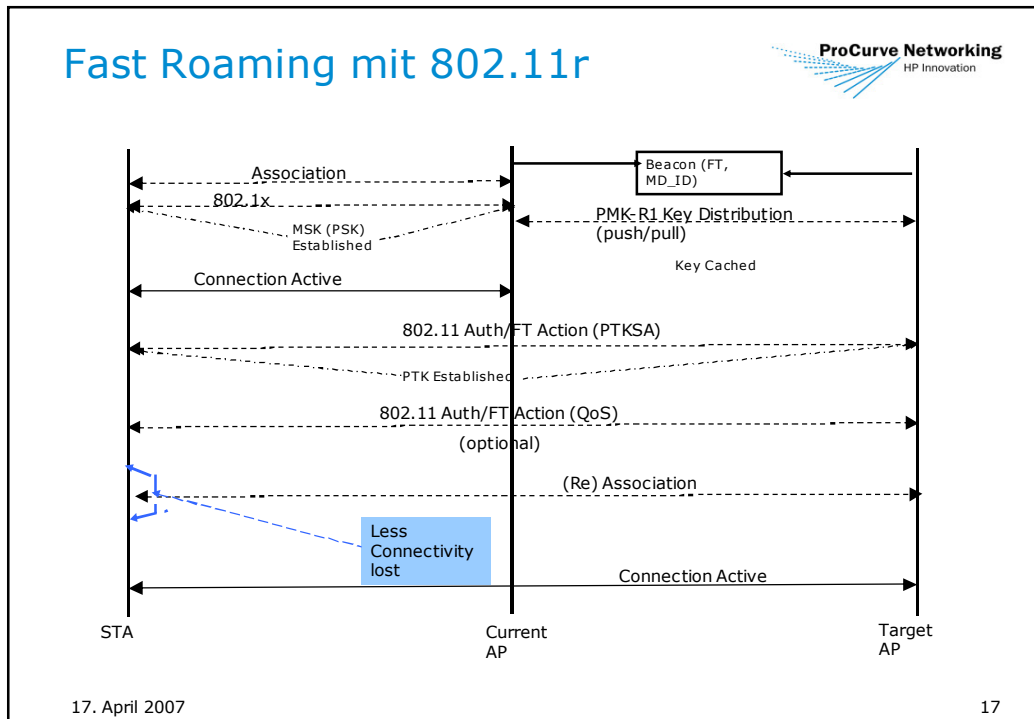 Fast Roaming mit 802.11r
ProCurve Networking
HP Innovation
Beacon (FT,
MD_ID)
Association
802.1x
MSK (PSK)
Established
PMK-R1 Key Distribution
(push/pull)
Key Cached
Connection Active
802.11 Auth/FT Action (PTKSA)
PTK Established
802.11 Auth/FT Action (QoS)
(optional)
(Re) Association
Less
Connectivity
lost
Connection Active
STA
Current
AP
Target
AP
17. April 2007
17